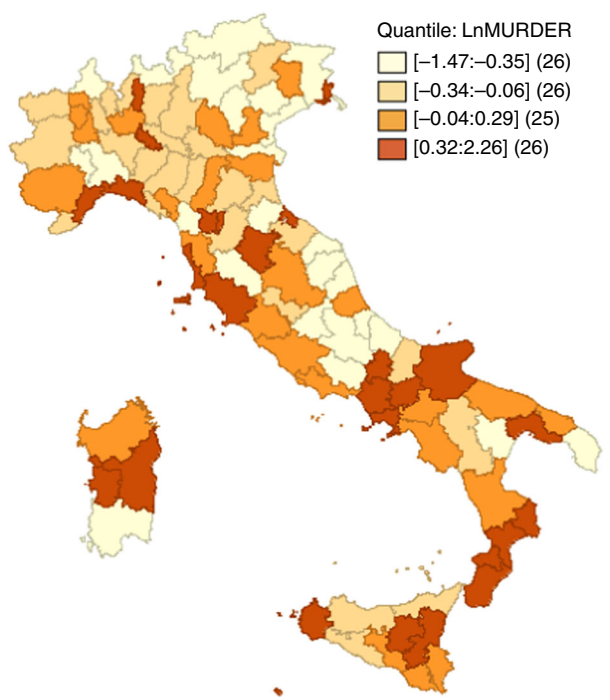 Quantile: LnMURDER
[–1.47:–0.35] (26)
[–0.34:–0.06] (26)
[–0.04:0.29] (25)
[0.32:2.26] (26)